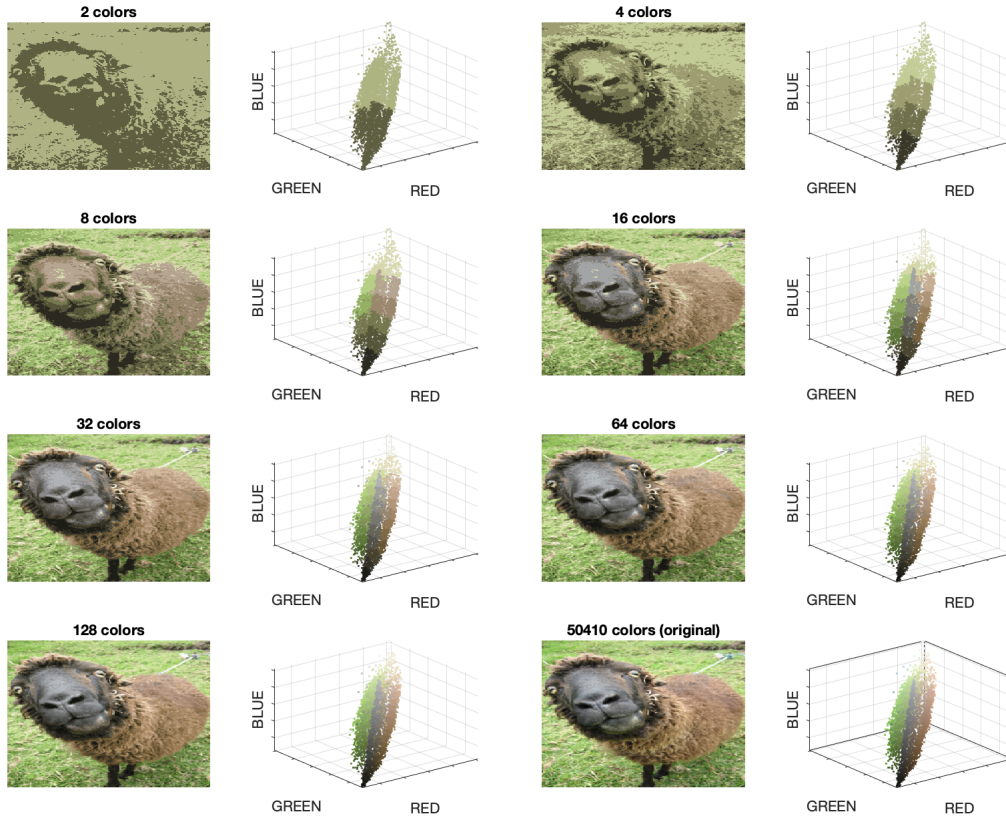 2 colors
4 colors
BLUE
GREEN
RED
BLUE
GREEN
RED
8 colors
16 colors
BLUE
GREEN
RED
BLUE
GREEN
RED
32 colors
64 colors
BLUE
GREEN
RED
BLUE
GREEN
RED
128 colors
50410 colors (original)
BLUE
GREEN
RED
BLUE
GREEN
RED